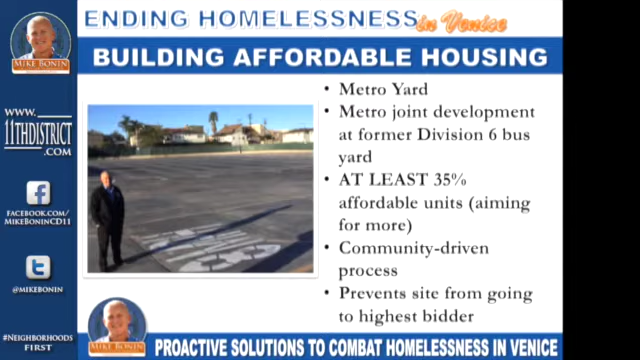 ENDING HOMELESSNESS in Venice
BUILDING AFFORDABLE HOUSING
MIKE BONIN
WWW.
11THDISTRICT
.COM
FACEBOOK.COM/
MIKEBONINCD11
@MIKEBONIN
#NEIGHBORHOODS
FIRST
• Metro Yard
• Metro joint development
at former Division 6 bus
yard
• AT LEAST 35%
affordable units (aiming
for more)
• Community-driven
process
• Prevents site from going
to highest bidder
MIKE BONIN
PROACTIVE SOLUTIONS TO COMBAT HOMELESSNESS IN VENICE